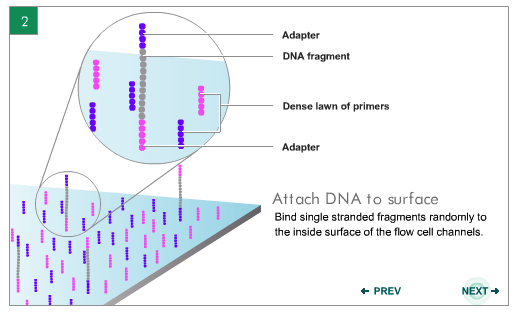 2
Adapter
DNA fragment
Dense lawn of primers
Adapter
Attach DNA to surface
Bind single stranded fragments randomly to
the inside surface of the flow cell channels.
PREV
NEXT